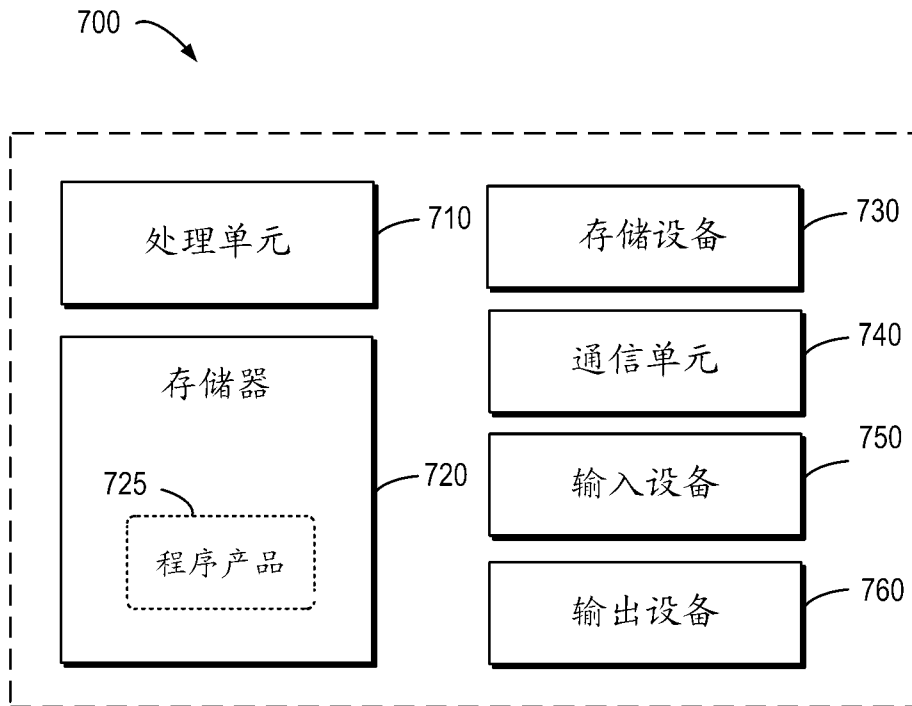 700
处理单元
710
存储器
720
725
程序产品
存储设备
730
通信单元
740
输入设备
750
输出设备
760